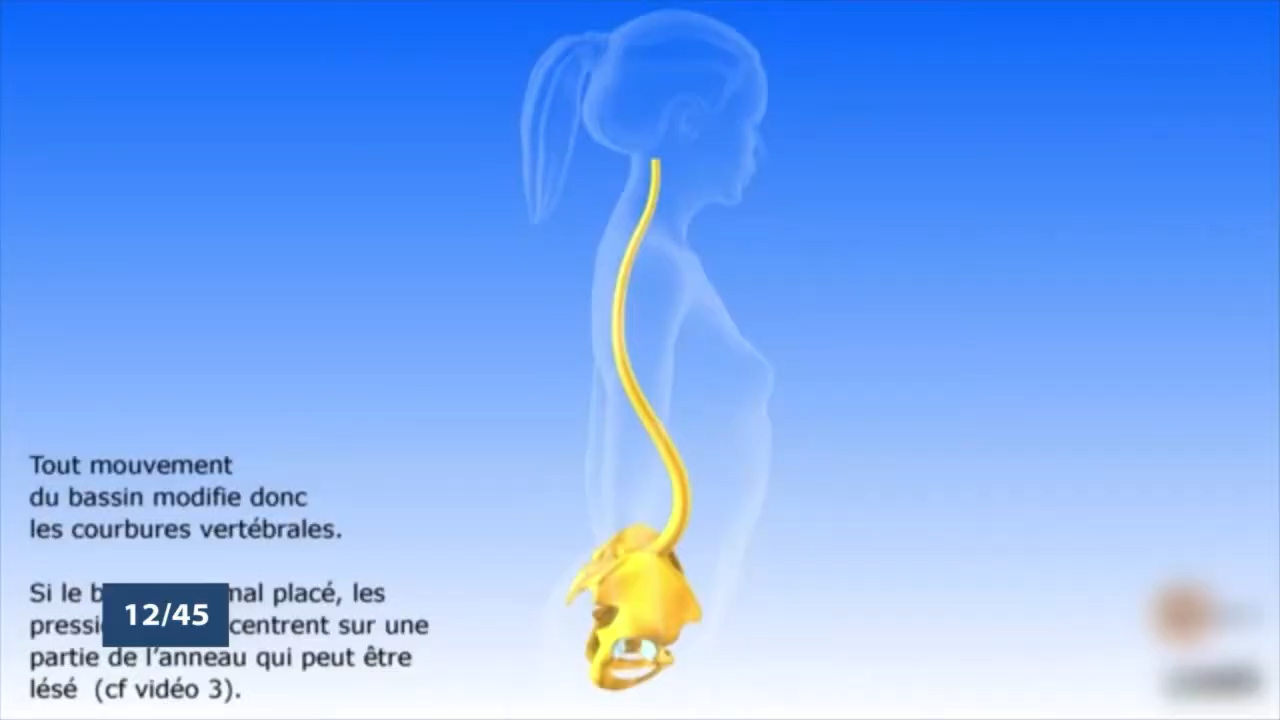 Tout mouvement
du bassin modifie donc
les courbures vertébrales.
Si le mal placé, les
12/45
sur une
partie de l'anneau qui peut être
lésé (cf vidéo 3).